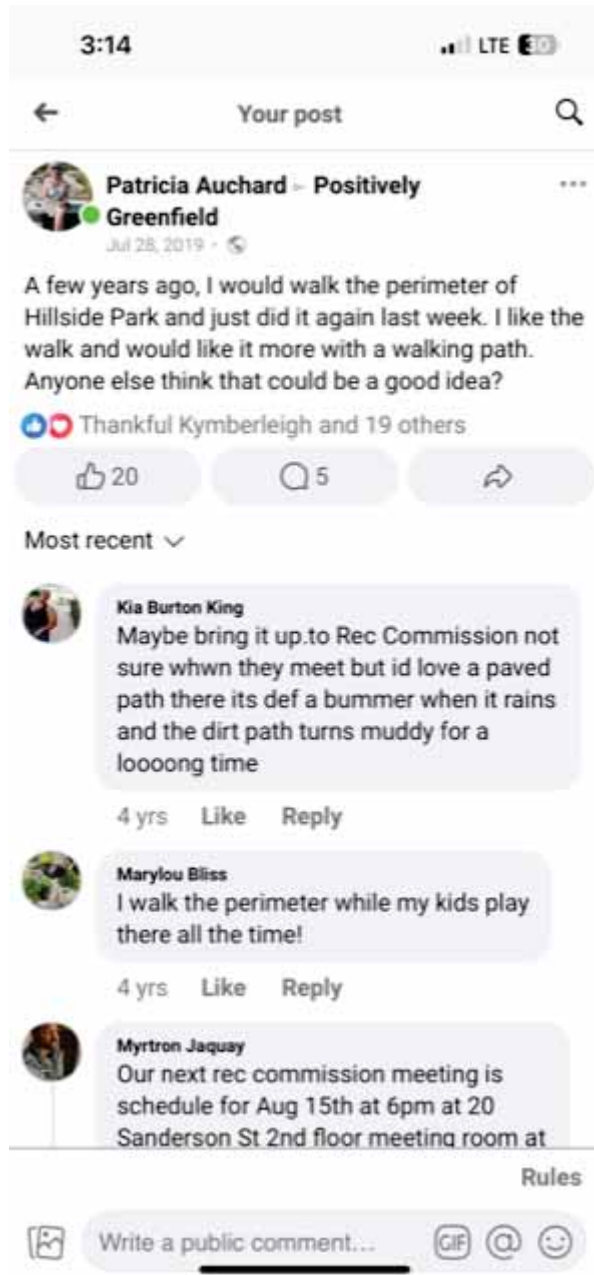 3:14 LTE 30
Your post
Patricia Auchard ▸ Positively
Greenfield
Jul 28, 2019 ·
A few years ago, I would walk the perimeter of
Hillside Park and just did it again last week. I like the
walk and would like it more with a walking path.
Anyone else think that could be a good idea?
Thankful Kymberleigh and 19 others
20 5
Most recent
Kia Burton King
Maybe bring it up.to Rec Commission not
sure whwn they meet but id love a paved
path there its def a bummer when it rains
and the dirt path turns muddy for a
loooong time
4 yrs Like Reply
Marylou Bliss
I walk the perimeter while my kids play
there all the time!
4 yrs Like Reply
Myrtron Jaquay
Our next rec commission meeting is
schedule for Aug 15th at 6pm at 20
Sanderson St 2nd floor meeting room at
Rules
Write a public comment... GIF @